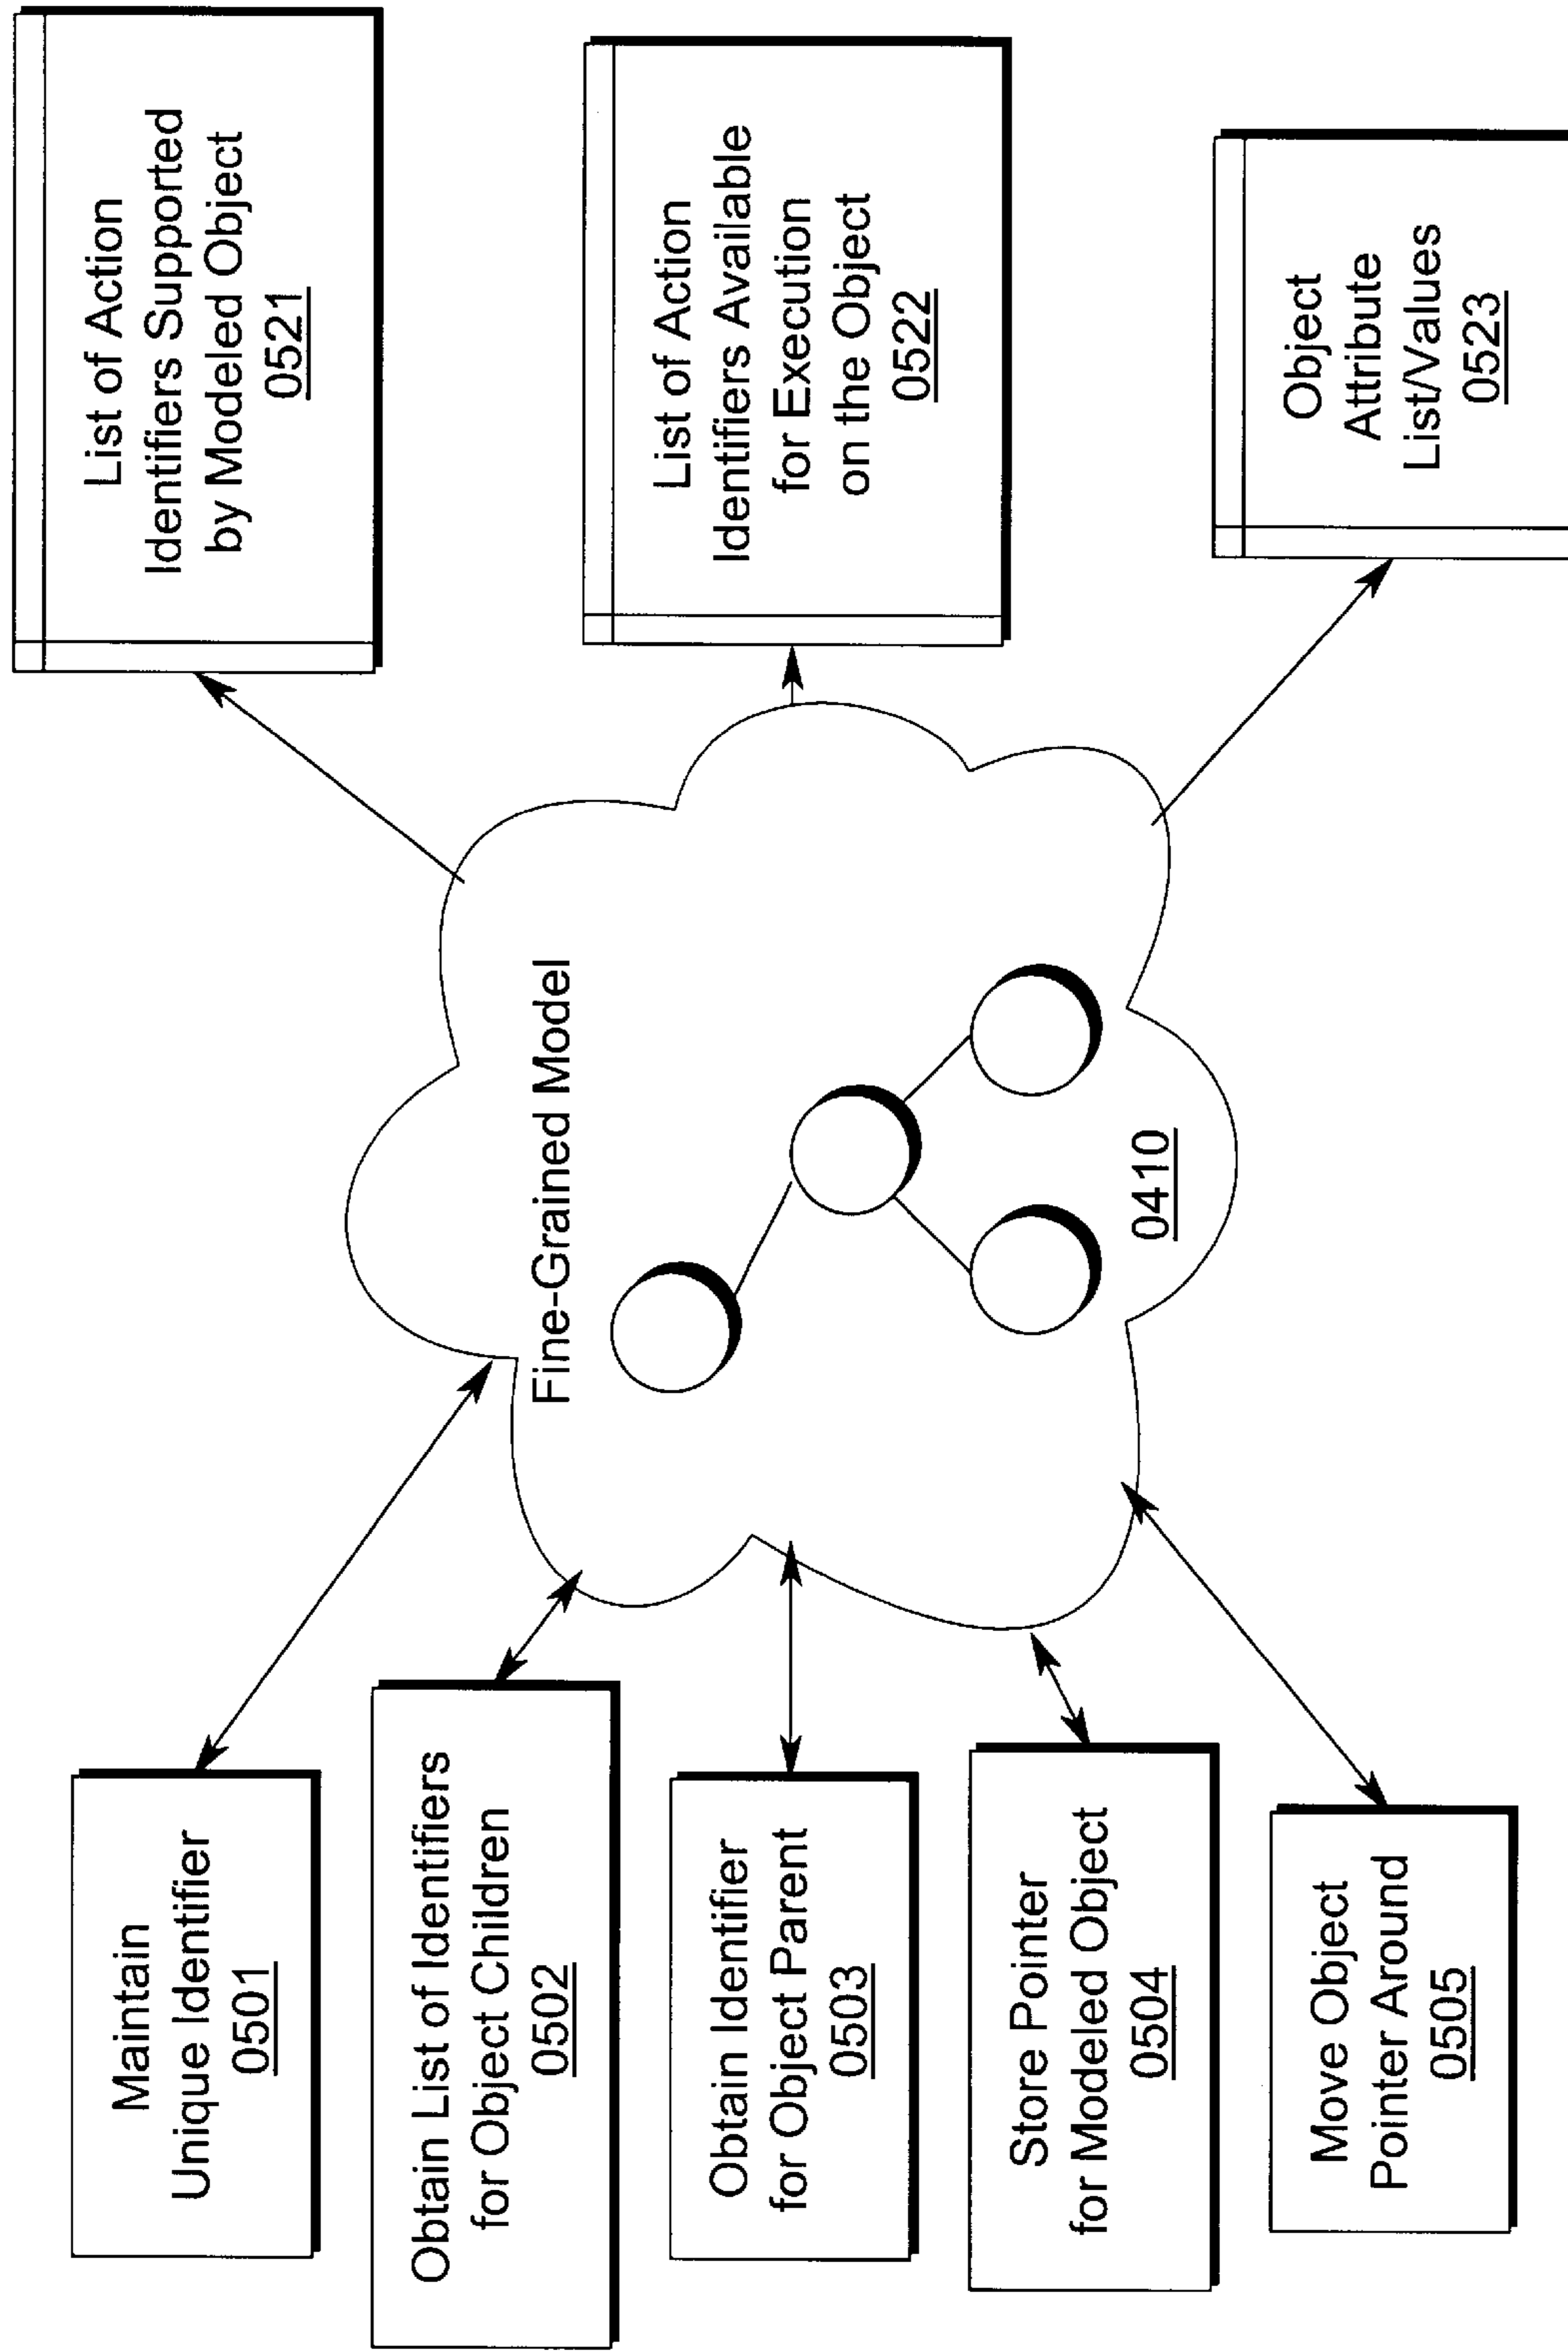 Maintain
Unique Identifier
0501
Obtain List of Identifiers
for Object Children
0502
Obtain Identifier
for Object Parent
0503
Store Pointer
for Modeled Object
0504
Move Object
Pointer Around
0505
Fine-Grained Model
0410
List of Action
Identifiers Supported
by Modeled Object
0521
List of Action
Identifiers Available
for Execution
on the Object
0522
Object
Attribute
List/Values
0523